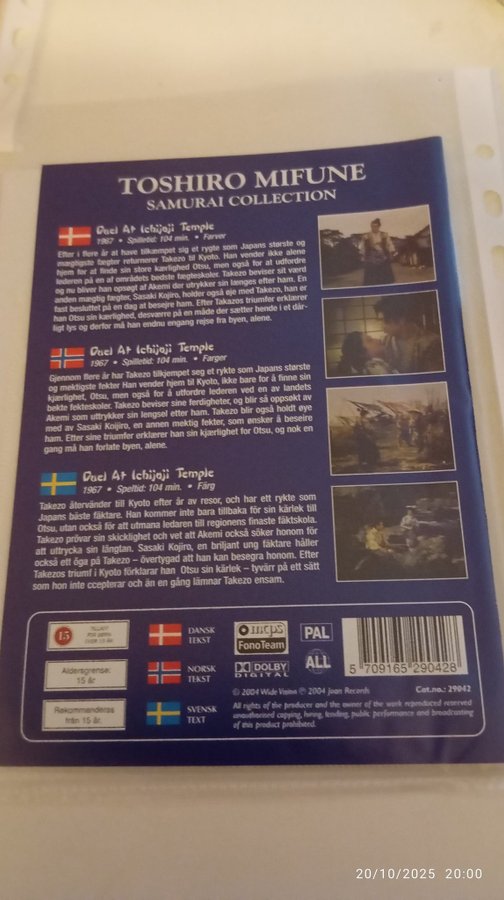 TOSHIRO MIFUNE
SAMURAI COLLECTION
Duel At Ichijoji Temple
1967 • Spilletid: 104 min. • Farver
Efter i flere år at have tilkæmpet sig et rygte som Japans største og
mægtigste fægter returnerer Takezo til Kyoto. Han vender ikke alene
hjem for at finde sin store kærlighed Otsu, men også for at udfordre
lederen på en af områdets bedste fægteskoler. Takezo beviser sit værd
og nu bliver han opsøgt af Akemi der utrykker sin længes efter ham. En
anden mægtig fægter, Sasaki Kojiro, holder også øje med Takezo, han er
fast besluttet på en dag at besejre ham. Efter Takazos triumfer erklærer
han Otsu sin kærlighed, desværre på en måde der sætter hende i et dår-
ligt lys og derfor må han endnu engang rejse fra byen, alene.
Duel At Ichijoji Temple
1967 • Spilletid: 104 min. • Farger
Gjennom flere år har Takezo tilkjempet seg et rykte som Japans største
og mektigste fekter Han vender hjem til Kyoto, ikke bare for å finne sin
kjærlighet, Otsu, men også for å utfordre lederen ved en av landets
bekte fekteskoler. Takezo beviser sine ferdigheter, og blir så oppsøkt av
Akemi som uttrykker sin lengsel efter ham. Takezo blir også holdt øye
med av Sasaki Koijiro, en annen mektig fekter, som ønsker å beseire
ham. Etter sine triumfer erklærer han sin kjærlighet for Otsu, og nok en
gang må han forlate byen, alene.
Duel At Ichijoji Temple
1967 • Speltid: 104 min. • Färg
Takezo återvänder till Kyoto efter år av resor, och har ett rykte som
Japans bäste fäktare. Han kommer inte bara tillbaka för sin kärlek till
Otsu, utan också för att utmana ledaren till regionens finaste fäktskola.
Takezo prövar sin skicklighet och vet att Akemi också söker honom för
att uttrycka sin längtan. Sasaki Kojiro, en briljant ung fäktare håller
också ett öga på Takezo – övertygad att han kan besegra honom. Efter
Takezos triumf i Kyoto förklarar han Otsu sin kärlek – tyvärr på ett sätt
som hon inte ccepterar och än en gång lämnar Takezo ensam.
15 TILLADT
FOR BØRN
OVER 15 ÅR
DANSK
TEKST
mcps
FonoTeam
PAL
Aldersgrense:
15 år
NORSK
TEKST
DOLBY
DIGITAL
ALL
5 709165 290428
Rekommenderas
från 15 år.
SVENSK
TEXT
© 2004 Wide Vision ℗ 2004 Joan Records
Cat.no.: 29042
All rights of the producer and the owner of the work reproduced reserved
unauthorised copying, hiring, lending, public performance and broadcasting
of this product prohibited.
20/10/2025 20:00